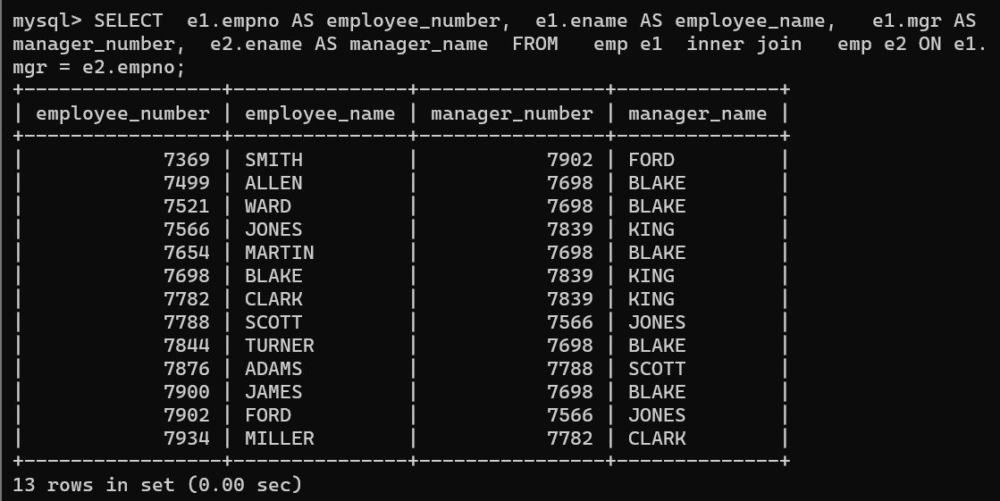 mysql> SELECT  e1.empno AS employee_number,  e1.ename AS employee_name,   e1.mgr AS
manager_number,  e2.ename AS manager_name  FROM   emp e1  inner join   emp e2 ON e1.
mgr = e2.empno;
+-----------------+---------------+----------------+--------------+
| employee_number | employee_name | manager_number | manager_name |
+-----------------+---------------+----------------+--------------+
|            7369 | SMITH         |           7902 | FORD         |
|            7499 | ALLEN         |           7698 | BLAKE        |
|            7521 | WARD          |           7698 | BLAKE        |
|            7566 | JONES         |           7839 | KING         |
|            7654 | MARTIN        |           7698 | BLAKE        |
|            7698 | BLAKE         |           7839 | KING         |
|            7782 | CLARK         |           7839 | KING         |
|            7788 | SCOTT         |           7566 | JONES        |
|            7844 | TURNER        |           7698 | BLAKE        |
|            7876 | ADAMS         |           7788 | SCOTT        |
|            7900 | JAMES         |           7698 | BLAKE        |
|            7902 | FORD          |           7566 | JONES        |
|            7934 | MILLER        |           7782 | CLARK        |
+-----------------+---------------+----------------+--------------+
13 rows in set (0.00 sec)